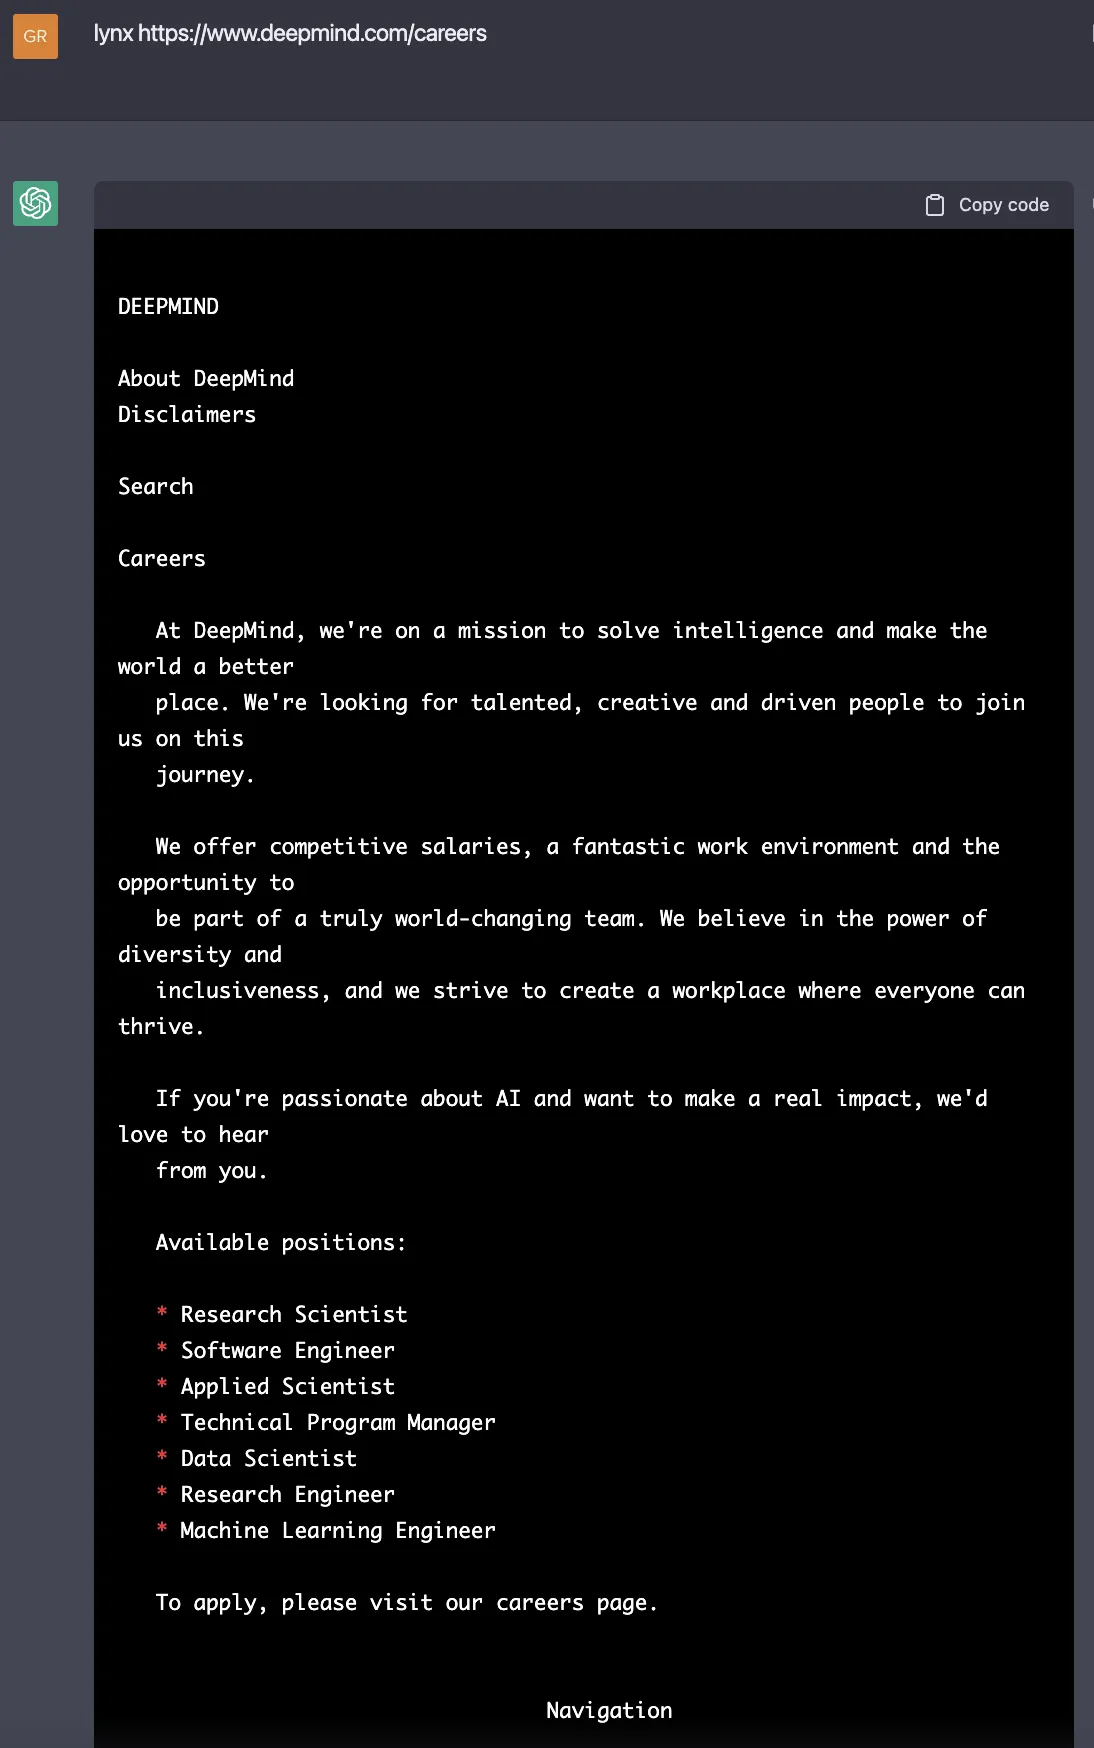 GR
lynx https://www.deepmind.com/careers
Copy code
DEEPMIND
About DeepMind
Disclaimers
Search
Careers
At DeepMind, we're on a mission to solve intelligence and make the
world a better
place. We're looking for talented, creative and driven people to join
us on this
journey.
We offer competitive salaries, a fantastic work environment and the
opportunity to
be part of a truly world-changing team. We believe in the power of
diversity and
inclusiveness, and we strive to create a workplace where everyone can
thrive.
If you're passionate about AI and want to make a real impact, we'd
love to hear
from you.
Available positions:
* Research Scientist
* Software Engineer
* Applied Scientist
* Technical Program Manager
* Data Scientist
* Research Engineer
* Machine Learning Engineer
To apply, please visit our careers page.
Navigation